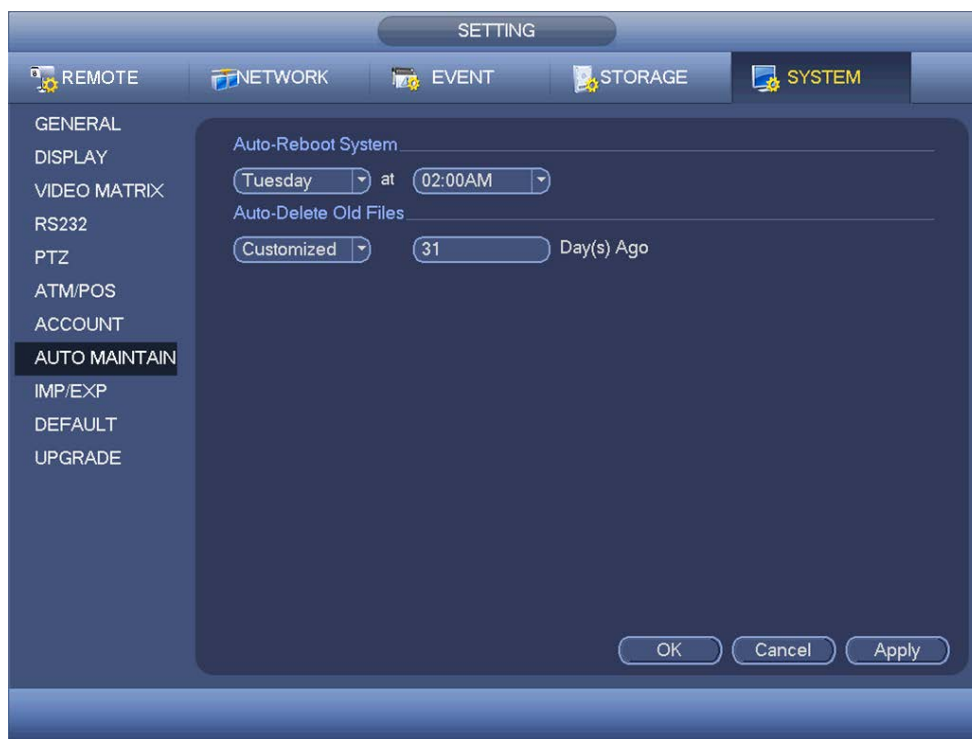 SETTING
REMOTE NETWORK EVENT STORAGE SYSTEM
GENERAL
DISPLAY
VIDEO MATRIX
RS232
PTZ
ATM/POS
ACCOUNT
AUTO MAINTAIN
IMP/EXP
DEFAULT
UPGRADE
Auto-Reboot System
Tuesday at 02:00AM
Auto-Delete Old Files
Customized 31 Day(s) Ago
OK Cancel Apply